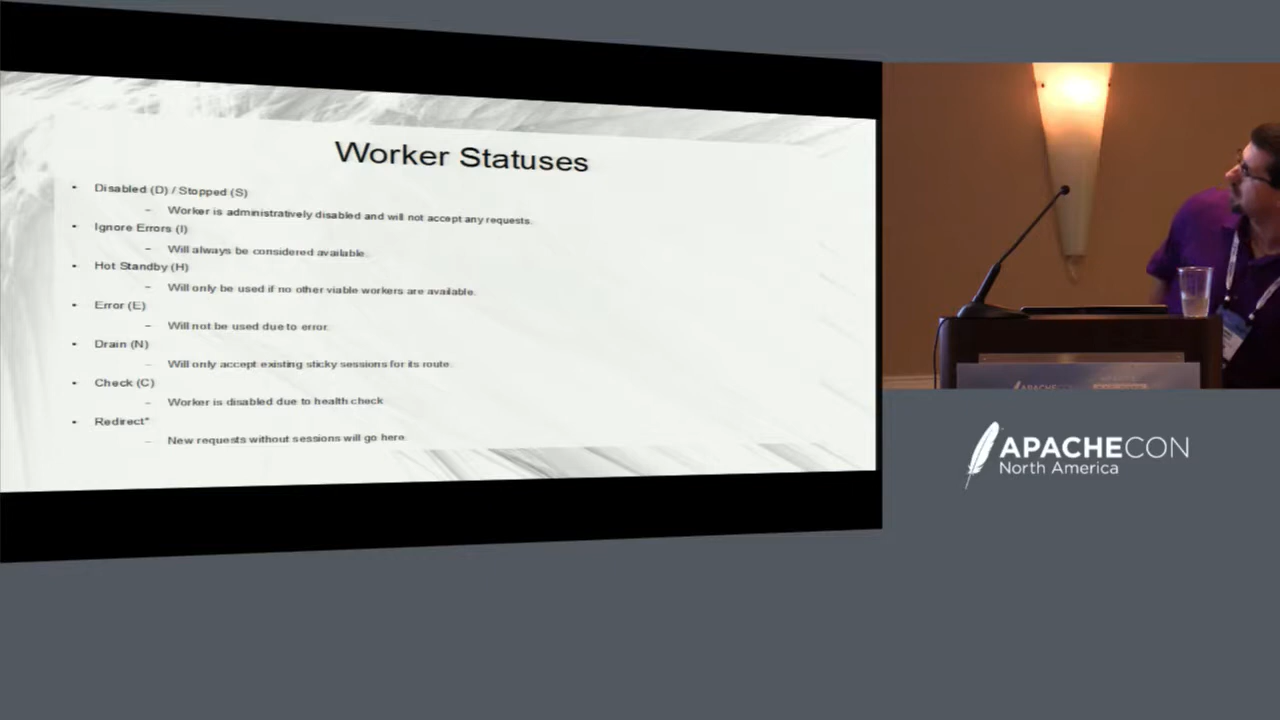 Worker Statuses
• Disabled (D) / Stopped (S)
– Worker is administratively disabled and will not accept any requests.
• Ignore Errors (I)
– Will always be considered available.
• Hot Standby (H)
– Will only be used if no other viable workers are available.
• Error (E)
– Will not be used due to error.
• Drain (N)
– Will only accept existing sticky sessions for its route.
• Check (C)
– Worker is disabled due to health check
• Redirect*
– New requests without sessions will go here
APACHECON
North America
APACHECON